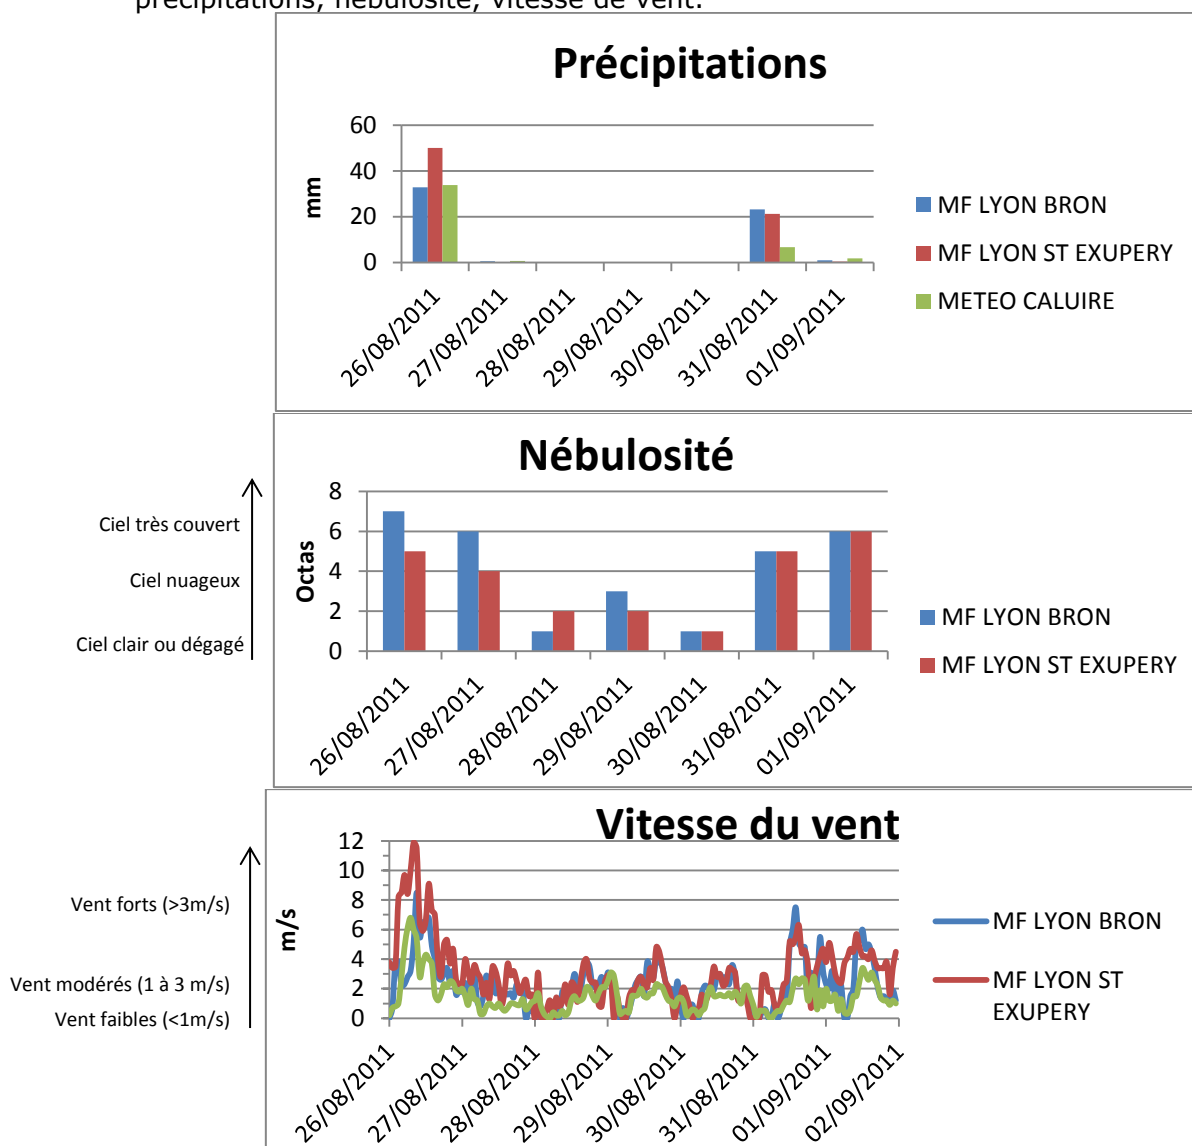 précipitations, nébulosité, vitesse de vent.
Précipitations
60
40
20
0
mm
26/08/2011
27/08/2011
28/08/2011
29/08/2011
30/08/2011
31/08/2011
01/09/2011
MF LYON BRON
MF LYON ST EXUPERY
METEO CALUIRE
Nébulosité
Ciel très couvert
Ciel nuageux
Ciel clair ou dégagé
8
6
4
2
0
Octas
26/08/2011
27/08/2011
28/08/2011
29/08/2011
30/08/2011
31/08/2011
01/09/2011
MF LYON BRON
MF LYON ST EXUPERY
Vitesse du vent
Vent forts (>3m/s)
Vent modérés (1 à 3 m/s)
Vent faibles (<1m/s)
12
10
8
6
4
2
0
m/s
26/08/2011
27/08/2011
28/08/2011
29/08/2011
30/08/2011
31/08/2011
01/09/2011
02/09/2011
MF LYON BRON
MF LYON ST
EXUPERY